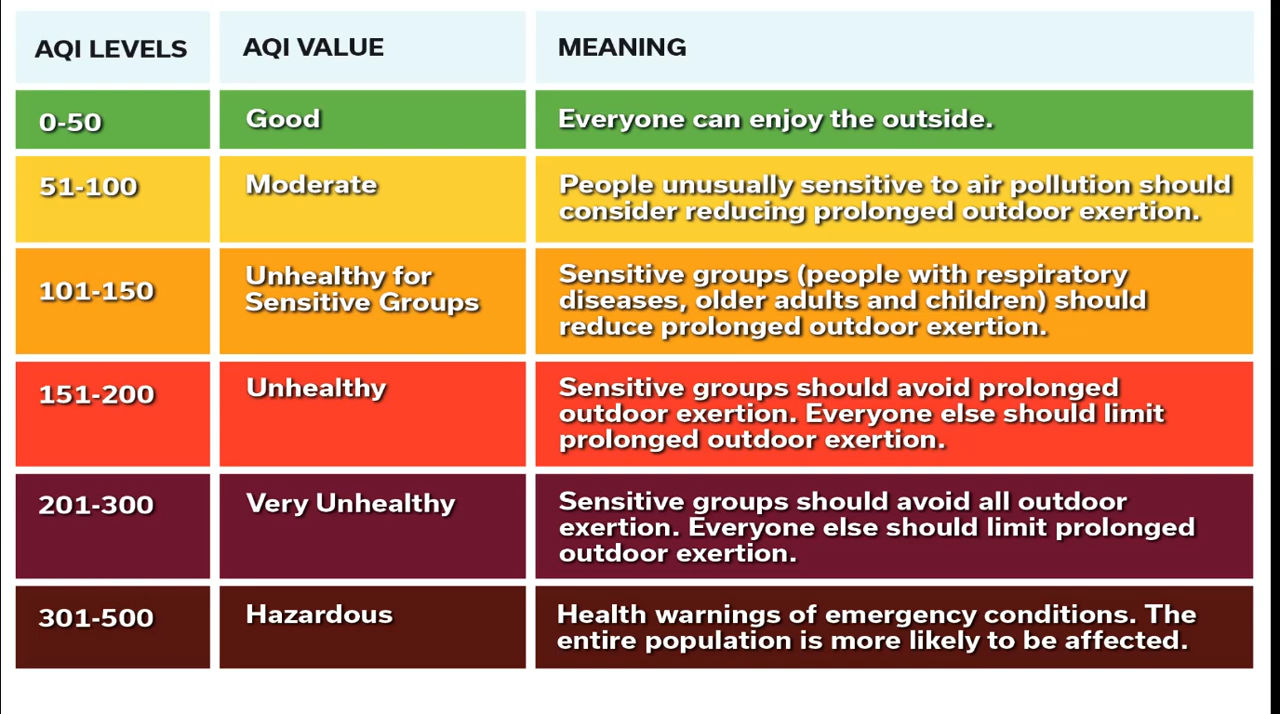 AQI LEVELS
AQI VALUE
MEANING
0-50
Good
Everyone can enjoy the outside.
51-100
Moderate
People unusually sensitive to air pollution should
consider reducing prolonged outdoor exertion.
101-150
Unhealthy for
Sensitive Groups
Sensitive groups (people with respiratory
diseases, older adults and children) should
reduce prolonged outdoor exertion.
151-200
Unhealthy
Sensitive groups should avoid prolonged
outdoor exertion. Everyone else should limit
prolonged outdoor exertion.
201-300
Very Unhealthy
Sensitive groups should avoid all outdoor
exertion. Everyone else should limit prolonged
outdoor exertion.
301-500
Hazardous
Health warnings of emergency conditions. The
entire population is more likely to be affected.